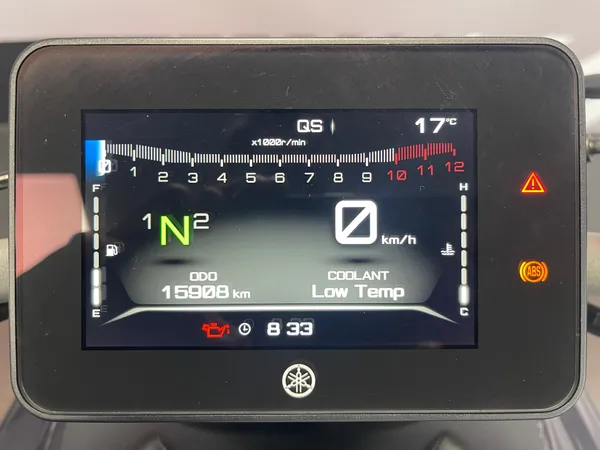 QS 17°C
x1000r/min
0 1 2 3 4 5 6 7 8 9 10 11 12
F H
1 N 2 0 km/h
ODO COOLANT
15908 km Low Temp
E C
8:33
ABS